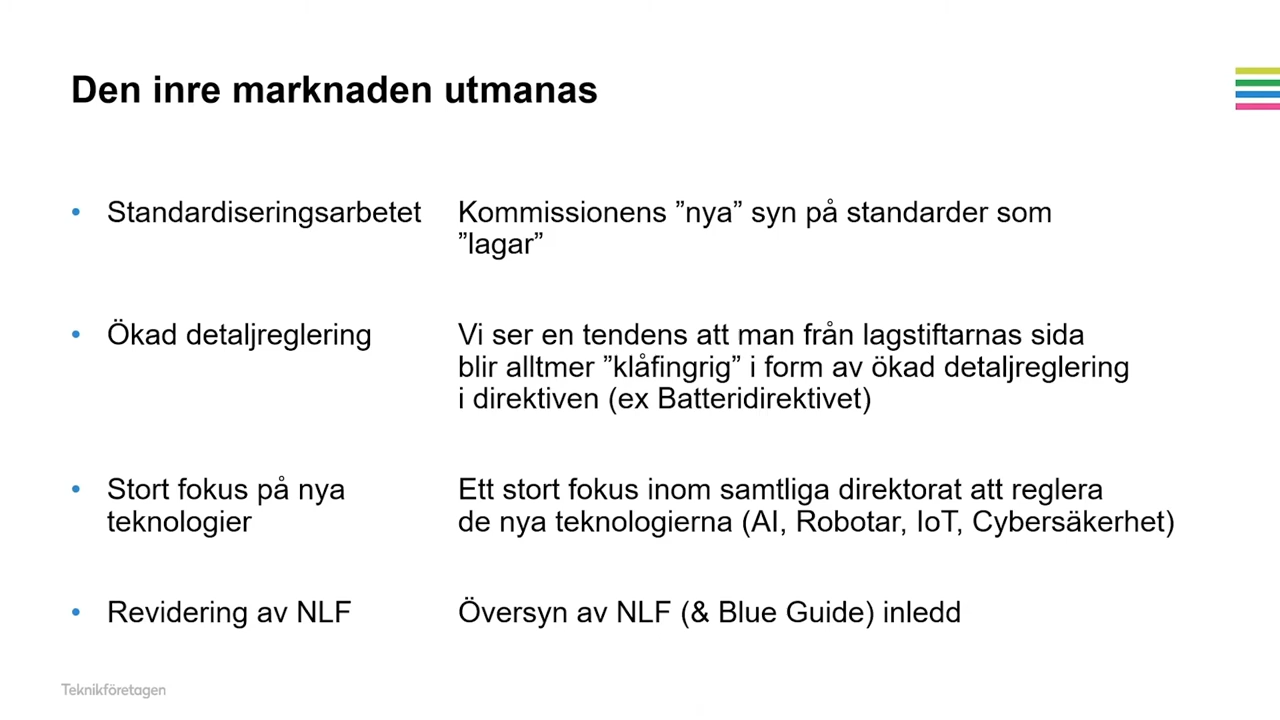 Den inre marknaden utmanas
• Standardiseringsarbetet Kommissionens ”nya” syn på standarder som
”lagar”
• Ökad detaljreglering Vi ser en tendens att man från lagstiftarnas sida
blir alltmer ”klåfingrig” i form av ökad detaljreglering
i direktiven (ex Batteridirektivet)
• Stort fokus på nya Ett stort fokus inom samtliga direktorat att reglera
teknologier de nya teknologierna (AI, Robotar, IoT, Cybersäkerhet)
• Revidering av NLF Översyn av NLF (& Blue Guide) inledd
Teknikföretagen